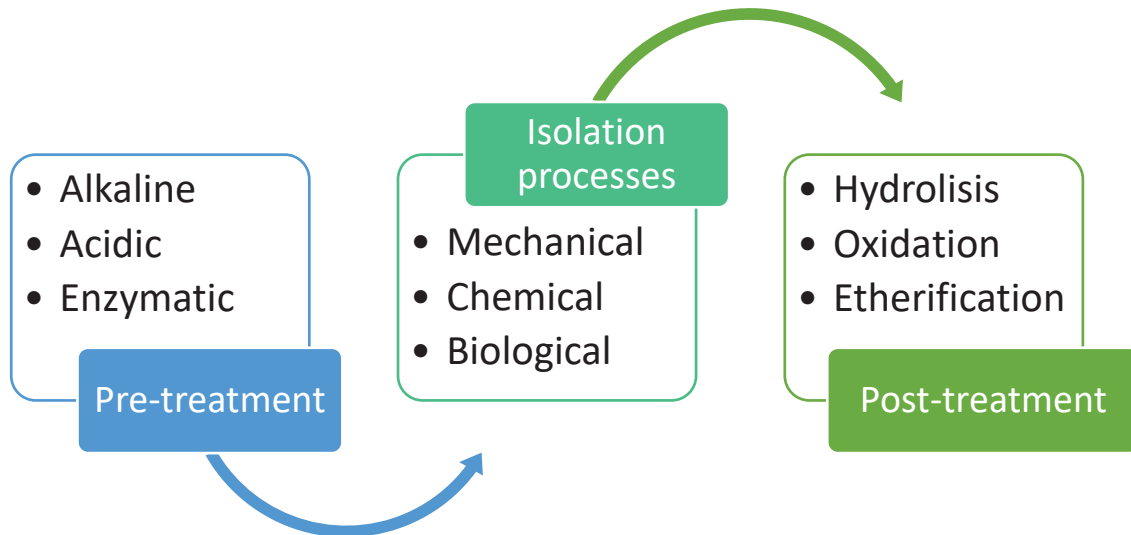 • Alkaline
• Acidic
• Enzymatic
Pre-treatment
Isolation
processes
• Mechanical
• Chemical
• Biological
• Hydrolisis
• Oxidation
• Etherification
Post-treatment